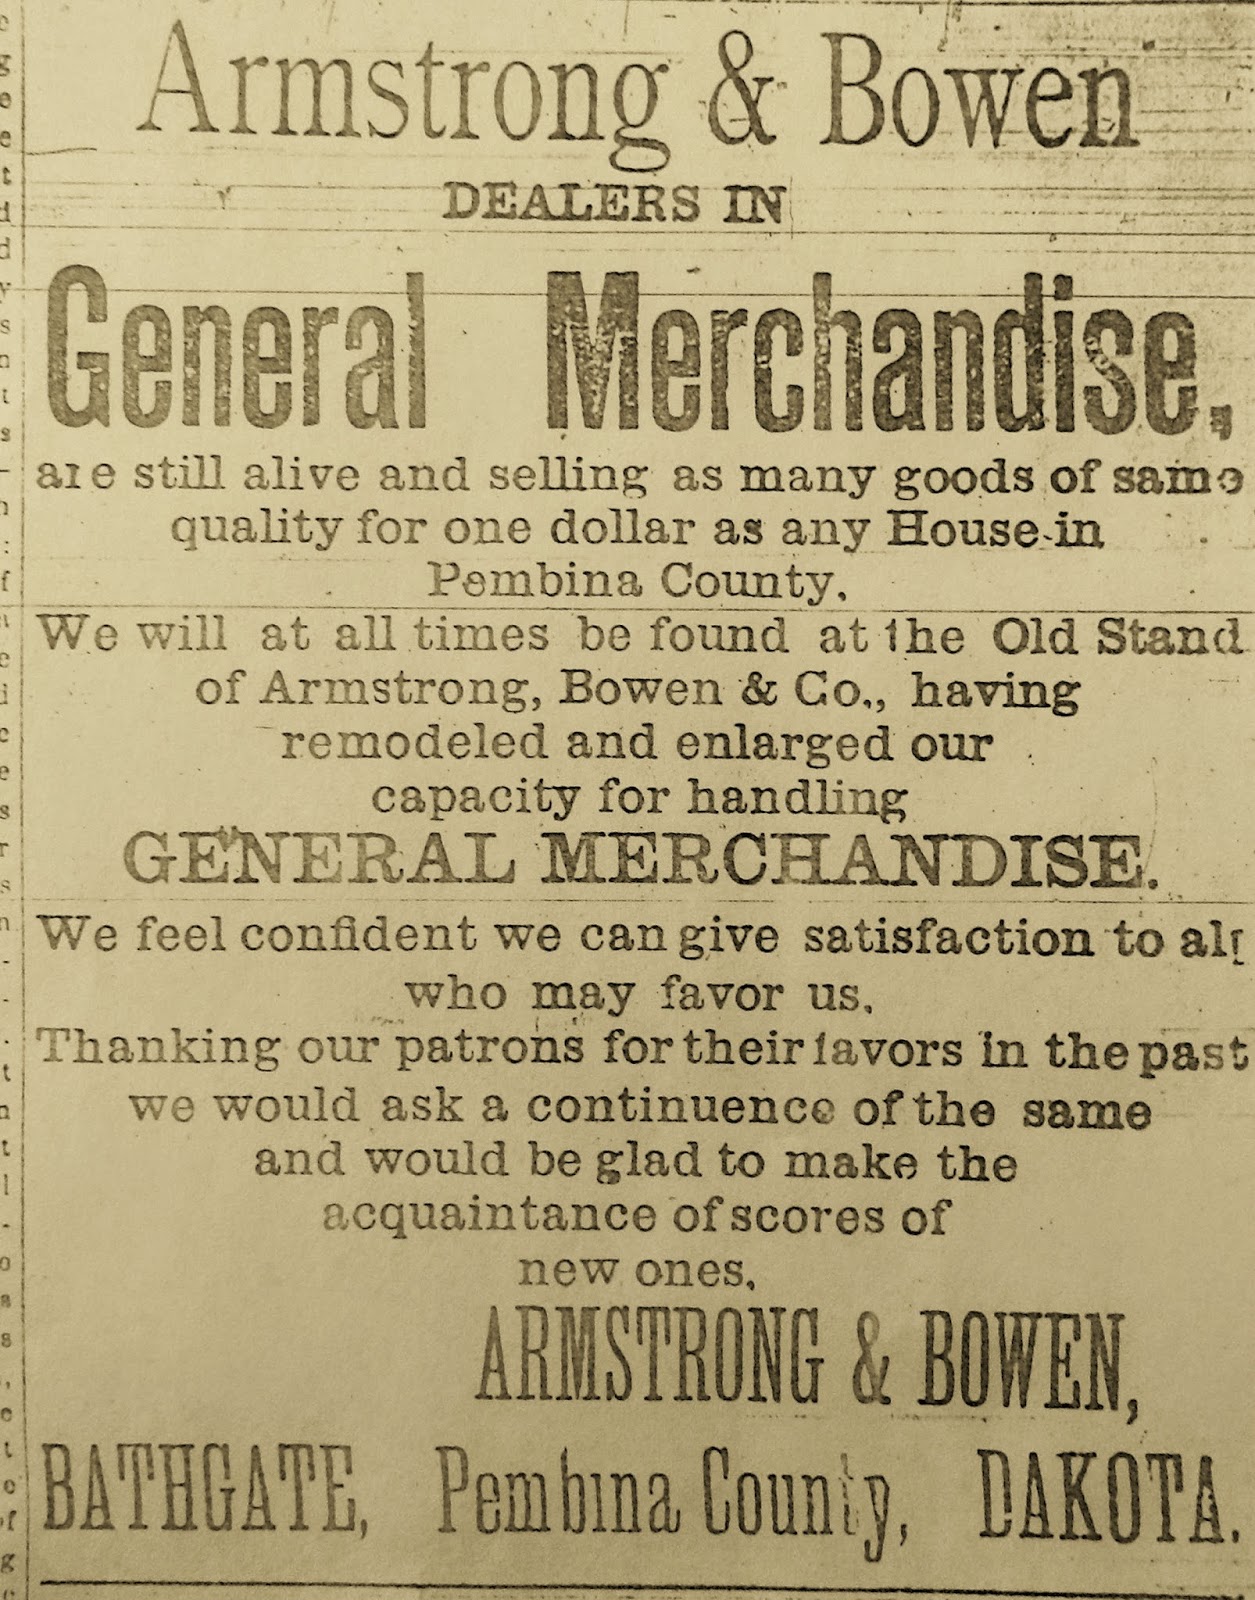 Armstrong & Bowen
DEALERS IN
General Merchandise,
are still alive and selling as many goods of same
quality for one dollar as any House in
Pembina County.
We will at all times be found at the Old Stand
of Armstrong, Bowen & Co., having
remodeled and enlarged our
capacity for handling
GENERAL MERCHANDISE.
We feel confident we can give satisfaction to all
who may favor us.
Thanking our patrons for their favors in the past
we would ask a continuence of the same
and would be glad to make the
acquaintance of scores of
new ones.
ARMSTRONG & BOWEN,
BATHGATE, Pembina County, DAKOTA.